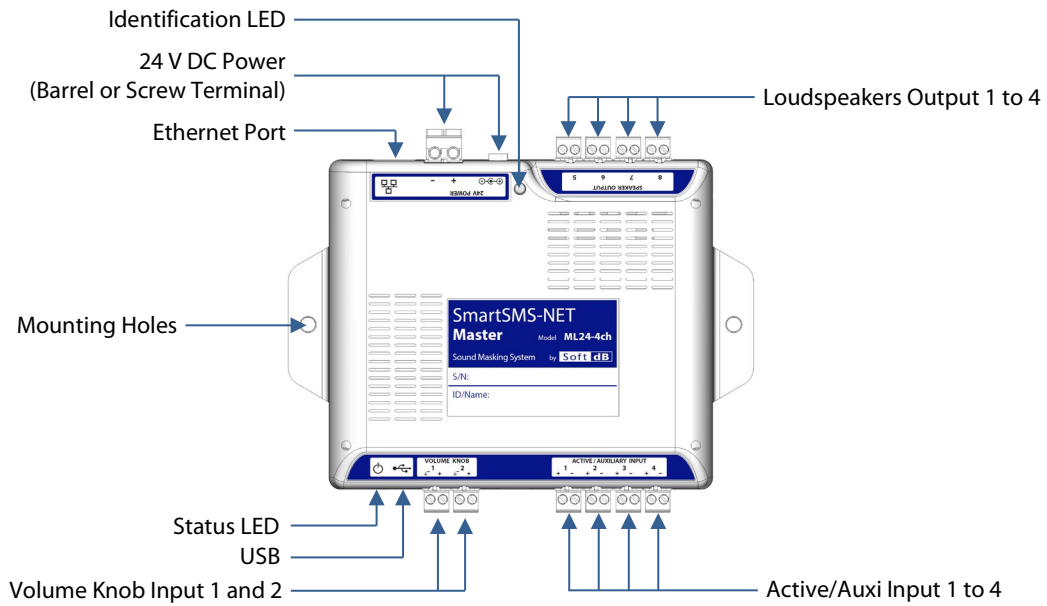 Identification LED
24 V DC Power
(Barrel or Screw Terminal)
Ethernet Port
Loudspeakers Output 1 to 4
- +
24V POWER
5 6 7 8
SPEAKER OUTPUT
Mounting Holes
SmartSMS-NET
Master Model ML24-4ch
Sound Masking System by Soft dB
S/N:
ID/Name:
VOLUME KNOB
- 1 + - 2 +
ACTIVE / AUXILIARY INPUT
+ 1 - + 2 - + 3 - + 4 -
Status LED
USB
Volume Knob Input 1 and 2
Active/Auxi Input 1 to 4